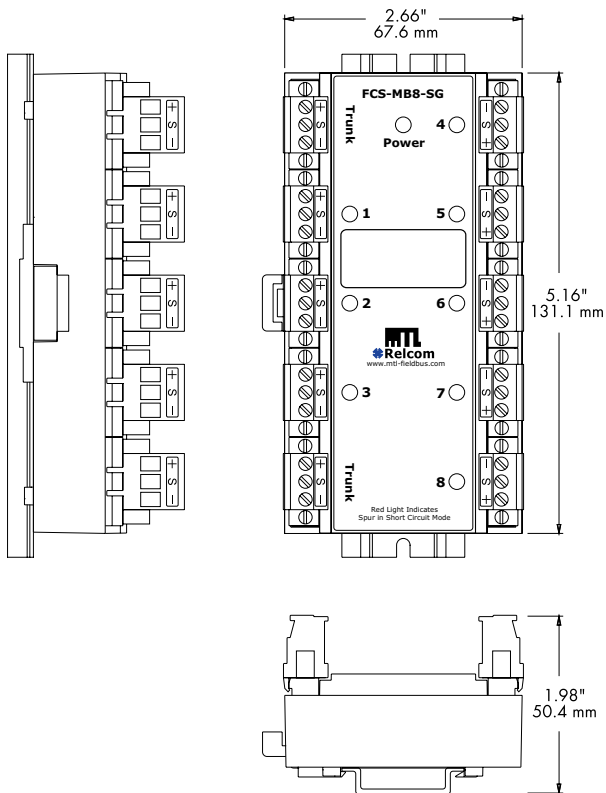 2.66"
67.6 mm
+ S –
+ S –
+ S –
+ S –
+ S –
FCS-MB8-SG
Trunk
+ S –
Power
4
– S +
+ S –
1
5
– S +
+ S –
2
6
– S +
5.16"
131.1 mm
MTL
Relcom
www.mtl-fieldbus.com
+ S –
3
7
– S +
+ S –
Trunk
8
– S +
Red Light Indicates
Spur in Short Circuit Mode
1.98"
50.4 mm